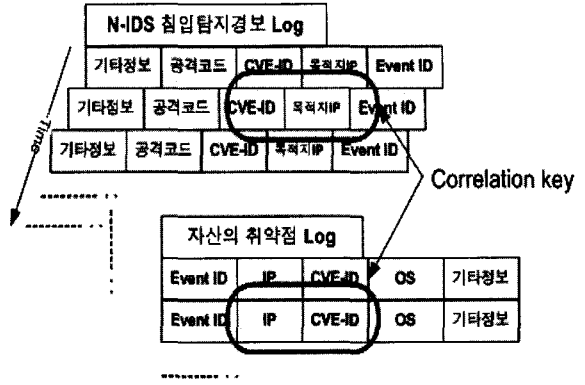 N-IDS 침입탐지경보 Log
기타정보 공격코드 CVE-ID 목적지IP Event ID
기타정보 공격코드 CVE-ID 목적지IP Event ID
기타정보 공격코드 CVE-ID 목적지IP Event ID
Time
Correlation key
자산의 취약점 Log
Event ID IP CVE-ID OS 기타정보
Event ID IP CVE-ID OS 기타정보